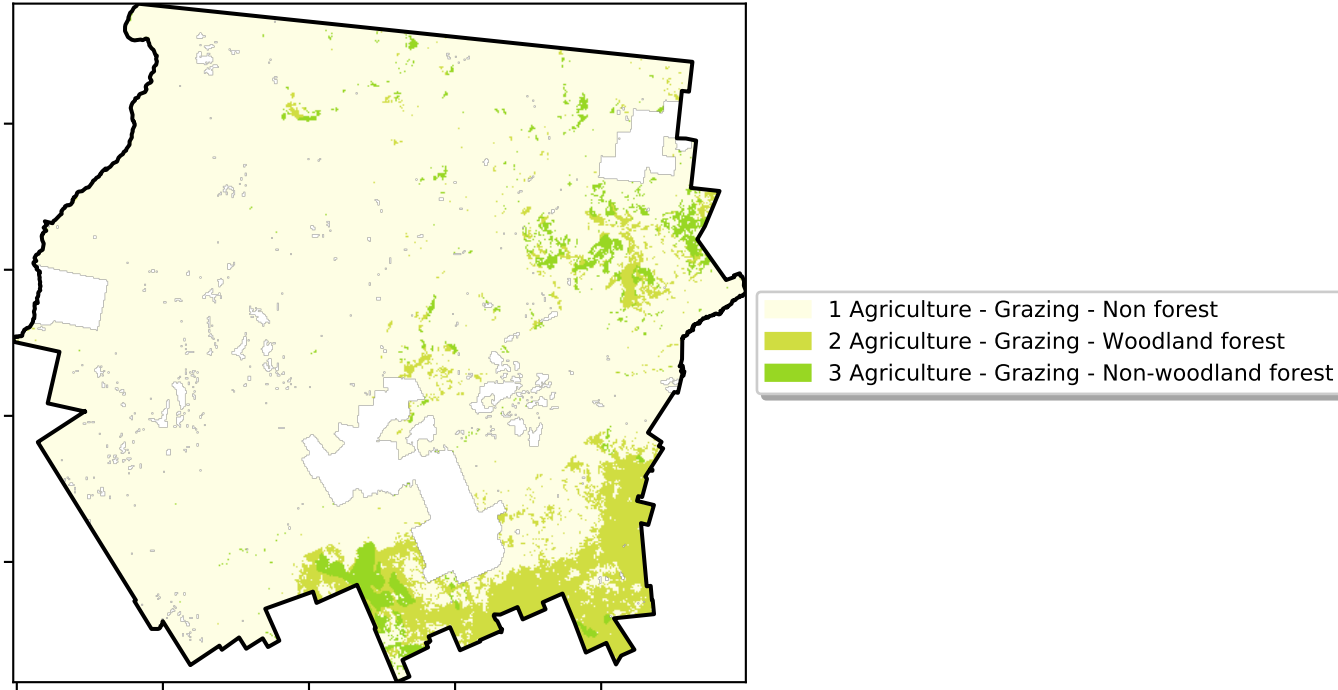 1 Agriculture - Grazing - Non forest
2 Agriculture - Grazing - Woodland forest
3 Agriculture - Grazing - Non-woodland forest